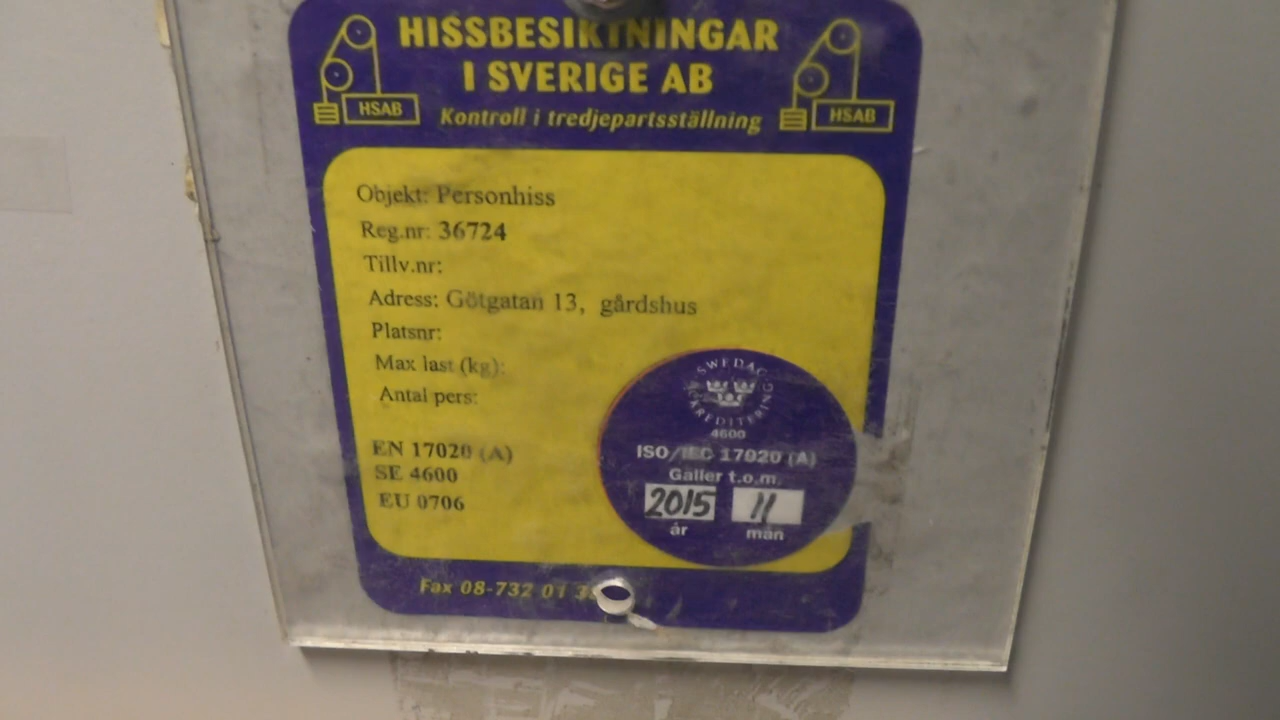 HISSBESIKTNINGAR
I SVERIGE AB
HSAB
HSAB
Kontroll i tredjepartsställning
Objekt: Personhiss
Reg.nr: 36724
Tillv.nr:
Adress: Götgatan 13, gårdshus
Platsnr:
Max last (kg):
Antal pers:
EN 17020 (A)
SE 4600
EU 0706
SWEDAC
ACKREDITERING
4600
ISO/IEC 17020 (A)
Gäller t.o.m.
2015 11
år mån
Fax 08-732 01